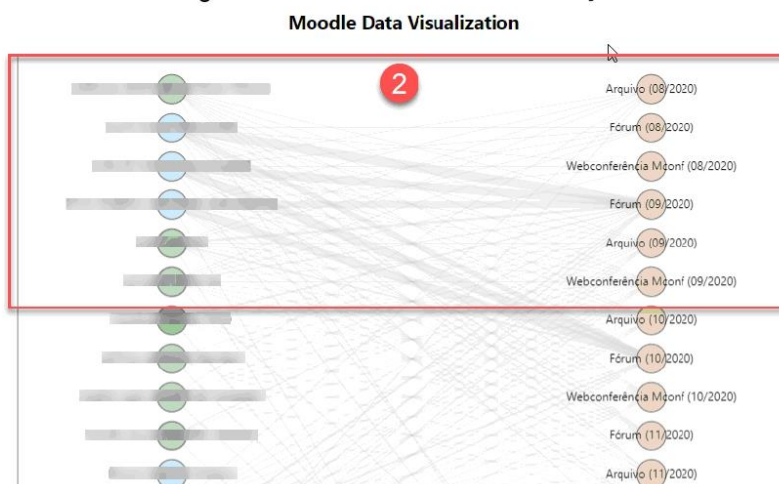 Moodle Data Visualization
2
Arquivo (08/2020)
Fórum (08/2020)
Webconferência Mconf (08/2020)
Fórum (09/2020)
Arquivo (09/2020)
Webconferência Mconf (09/2020)
Arquivo (10/2020)
Fórum (10/2020)
Webconferência Mconf (10/2020)
Fórum (11/2020)
Arquivo (11/2020)